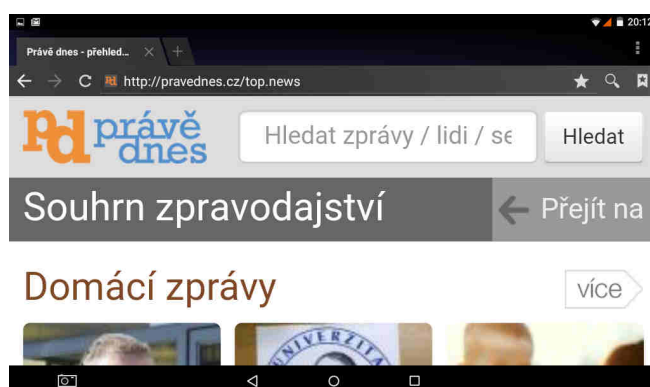 20:12
Právě dnes - přehled…
http://pravednes.cz/top.news
Pd právě dnes
Hledat zprávy / lidi / se
Hledat
Souhrn zpravodajství
Přejít na
Domácí zprávy
více
UNIVERZITA